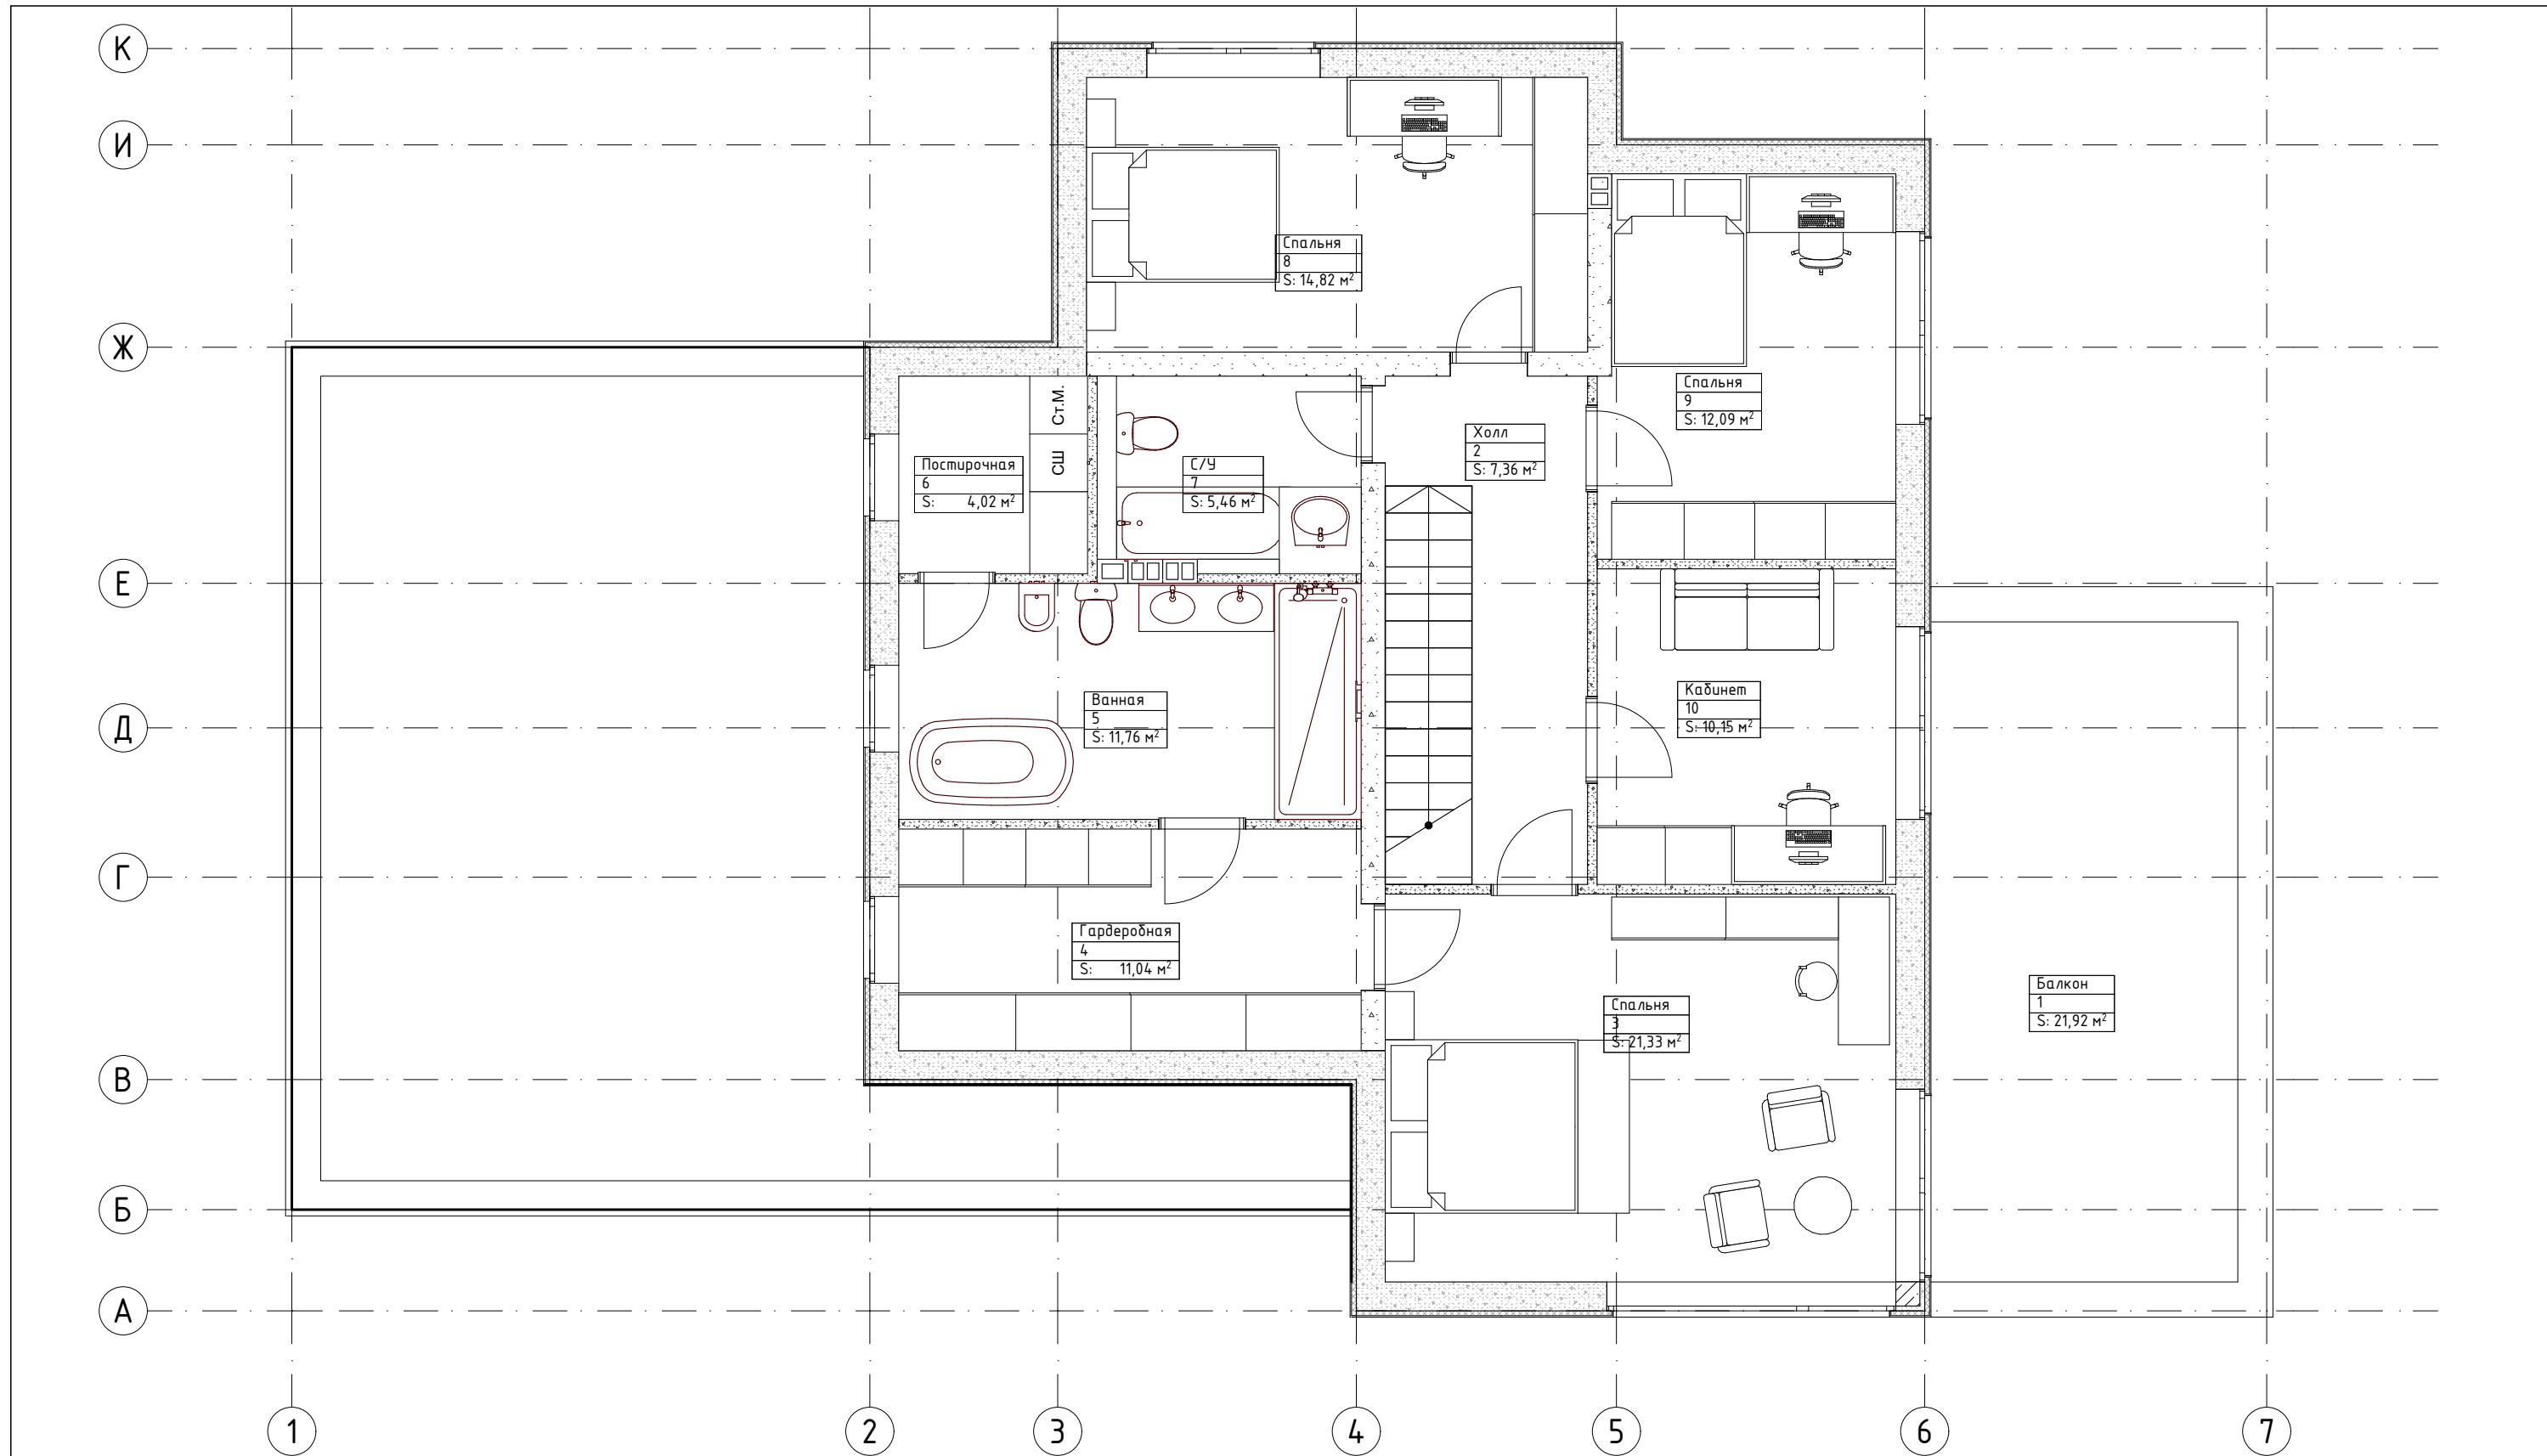 К
И
Ж
Е
Д
Г
В
Б
А
Спальня
8
S: 14,82 м²
Спальня
9
S: 12,09 м²
Холл
2
S: 7,36 м²
Ст.М.
СШ
Постирочная
6
S: 4,02 м²
С/У
7
S: 5,46 м²
Ванная
5
S: 11,76 м²
Кабинет
10
S: 10,15 м²
Гардеробная
4
S: 11,04 м²
Спальня
3
S: 21,33 м²
Балкон
1
S: 21,92 м²
1
2
3
4
5
6
7